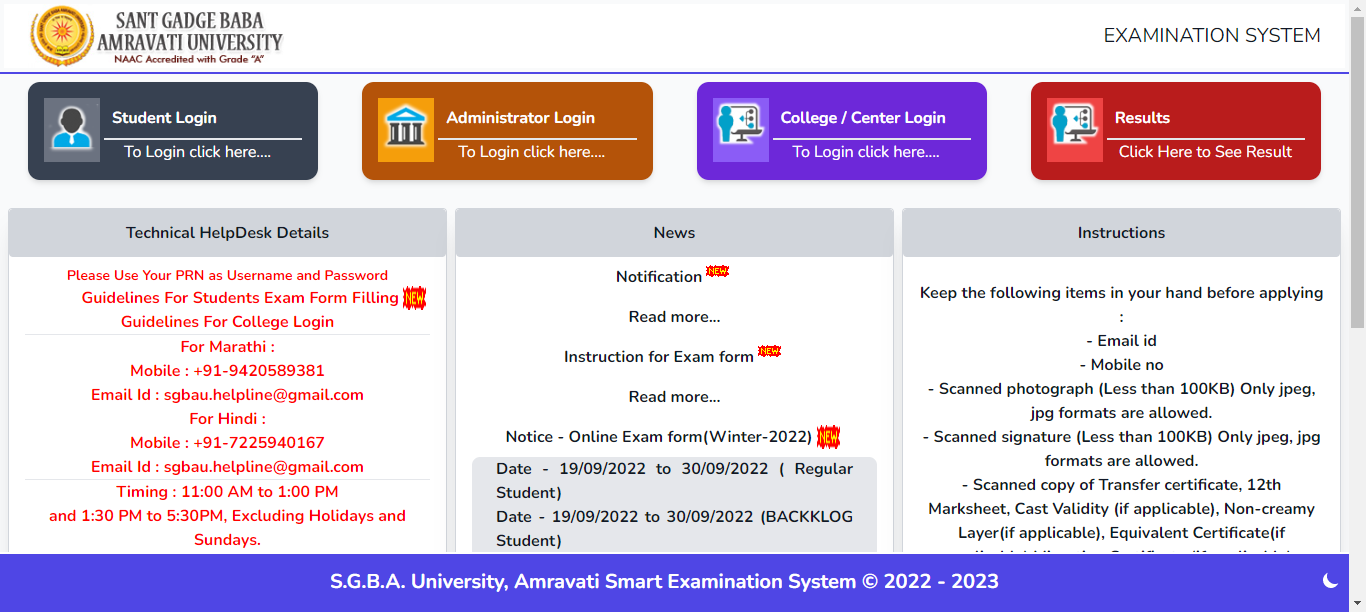 SANT GADGE BABA
AMRAVATI UNIVERSITY
NAAC Accredited with Grade "A"
EXAMINATION SYSTEM
Student Login
To Login click here....
Administrator Login
To Login click here....
College / Center Login
To Login click here....
Results
Click Here to See Result
Technical HelpDesk Details
Please Use Your PRN as Username and Password
Guidelines For Students Exam Form Filling NEW
Guidelines For College Login
For Marathi :
Mobile : +91-9420589381
Email Id : sgbau.helpline@gmail.com
For Hindi :
Mobile : +91-7225940167
Email Id : sgbau.helpline@gmail.com
Timing : 11:00 AM to 1:00 PM
and 1:30 PM to 5:30PM, Excluding Holidays and
Sundays.
News
Notification NEW
Read more...
Instruction for Exam form NEW
Read more...
Notice - Online Exam form(Winter-2022) NEW
Date - 19/09/2022 to 30/09/2022 ( Regular
Student)
Date - 19/09/2022 to 30/09/2022 (BACKKLOG
Student)
Instructions
Keep the following items in your hand before applying
:
- Email id
- Mobile no
- Scanned photograph (Less than 100KB) Only jpeg,
jpg formats are allowed.
- Scanned signature (Less than 100KB) Only jpeg, jpg
formats are allowed.
- Scanned copy of Transfer certificate, 12th
Marksheet, Cast Validity (if applicable), Non-creamy
Layer(if applicable), Equivalent Certificate(if
S.G.B.A. University, Amravati Smart Examination System © 2022 - 2023